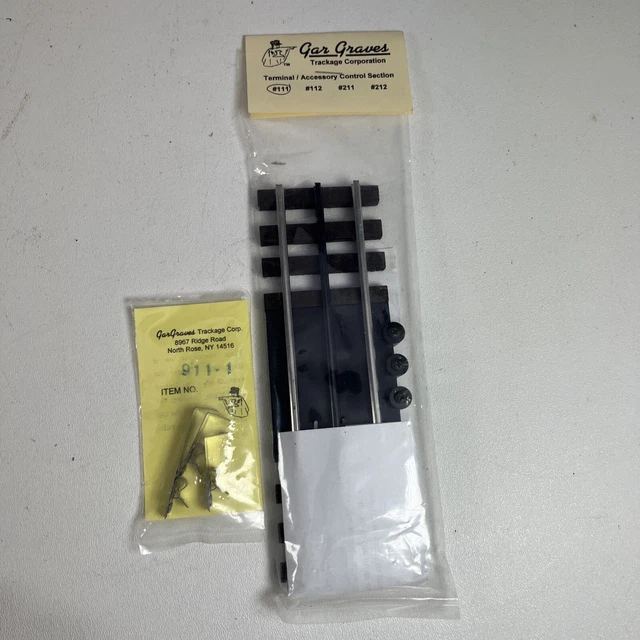 Gar Graves
TM
Trackage Corporation
Terminal / Accessory Control Section
#111 #112 #211 #212
GarGraves Trackage Corp.
8967 Ridge Road
North Rose, NY 14516
911-1
ITEM NO.